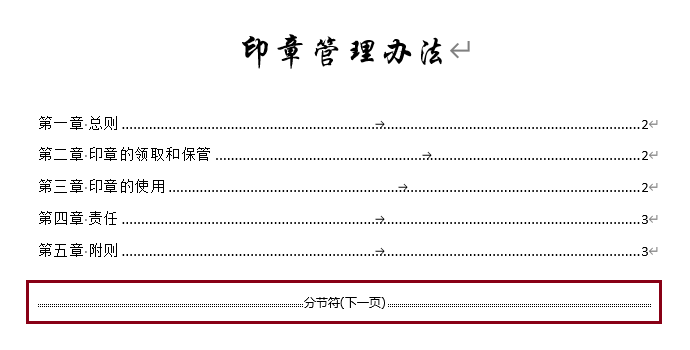 印章管理办法
第一章 总则 2
第二章 印章的领取和保管 2
第三章 印章的使用 2
第四章 责任 3
第五章 附则 3
分节符(下一页)